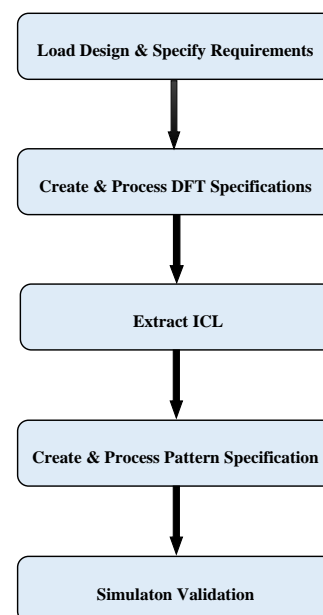 Load Design & Specify Requirements
Create & Process DFT Specifications
Extract ICL
Create & Process Pattern Specification
Simulaton Validation